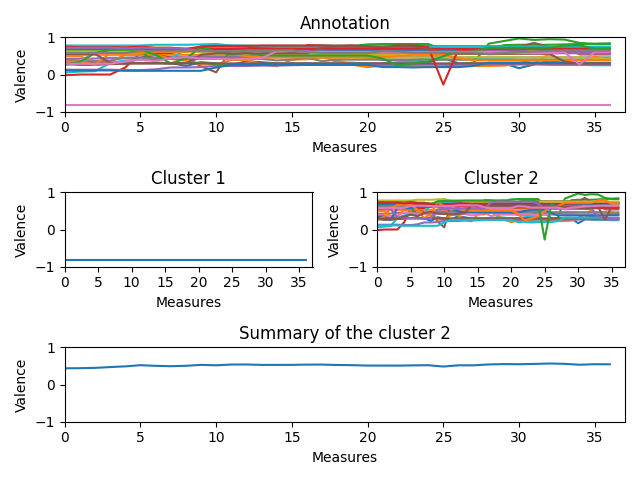 Annotation
Valence
1
0
-1
0 5 10 15 20 25 30 35
Measures
Cluster 1
Valence
1
0
-1
0 5 10 15 20 25 30 35
Measures
Cluster 2
Valence
1
0
-1
0 5 10 15 20 25 30 35
Measures
Summary of the cluster 2
Valence
1
0
-1
0 5 10 15 20 25 30 35
Measures